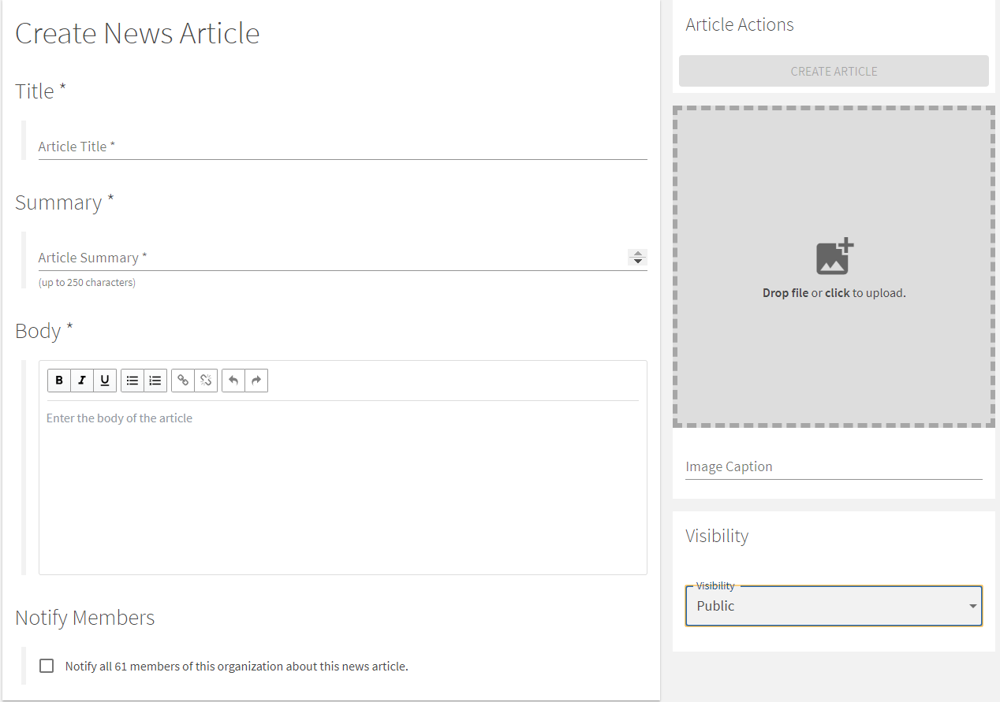 Create News Article
Title *
Article Title *
Summary *
Article Summary *
(up to 250 characters)
Body *
B I U
Enter the body of the article
Notify Members
Notify all 61 members of this organization about this news article.
Article Actions
CREATE ARTICLE
Drop file or click to upload.
Image Caption
Visibility
Visibility
Public